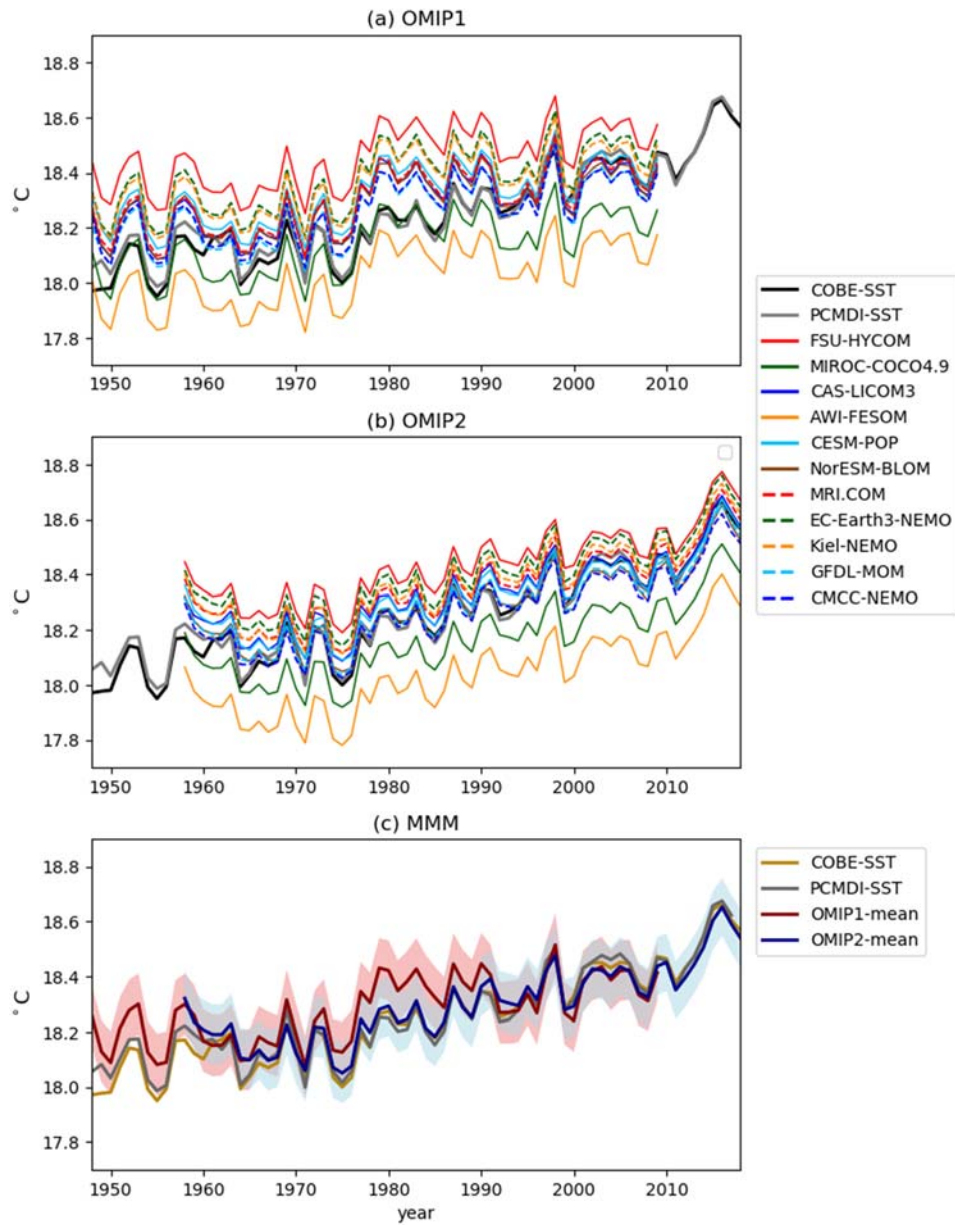 (a) OMIP1
18.8
18.6
18.4
18.2
18.0
17.8
°C
1950 1960 1970 1980 1990 2000 2010
(b) OMIP2
18.8
18.6
18.4
18.2
18.0
17.8
°C
1950 1960 1970 1980 1990 2000 2010
COBE-SST
PCMDI-SST
FSU-HYCOM
MIROC-COCO4.9
CAS-LICOM3
AWI-FESOM
CESM-POP
NorESM-BLOM
MRI.COM
EC-Earth3-NEMO
Kiel-NEMO
GFDL-MOM
CMCC-NEMO
(c) MMM
18.8
18.6
18.4
18.2
18.0
17.8
°C
1950 1960 1970 1980 1990 2000 2010
year
COBE-SST
PCMDI-SST
OMIP1-mean
OMIP2-mean